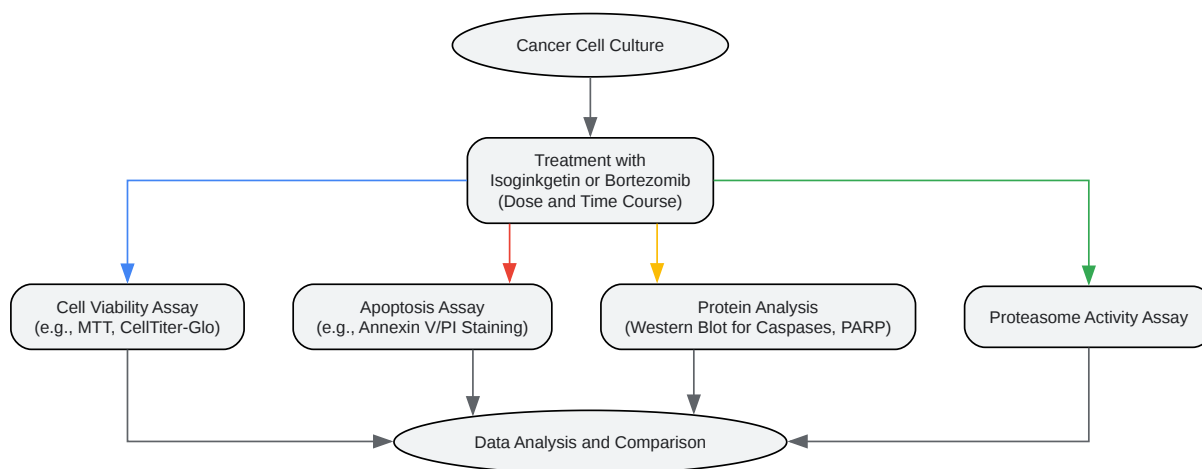 Cancer Cell Culture
Treatment with
Isoginkgetin or Bortezomib
(Dose and Time Course)
Cell Viability Assay
(e.g., MTT, CellTiter-Glo)
Apoptosis Assay
(e.g., Annexin V/PI Staining)
Protein Analysis
(Western Blot for Caspases, PARP)
Proteasome Activity Assay
Data Analysis and Comparison